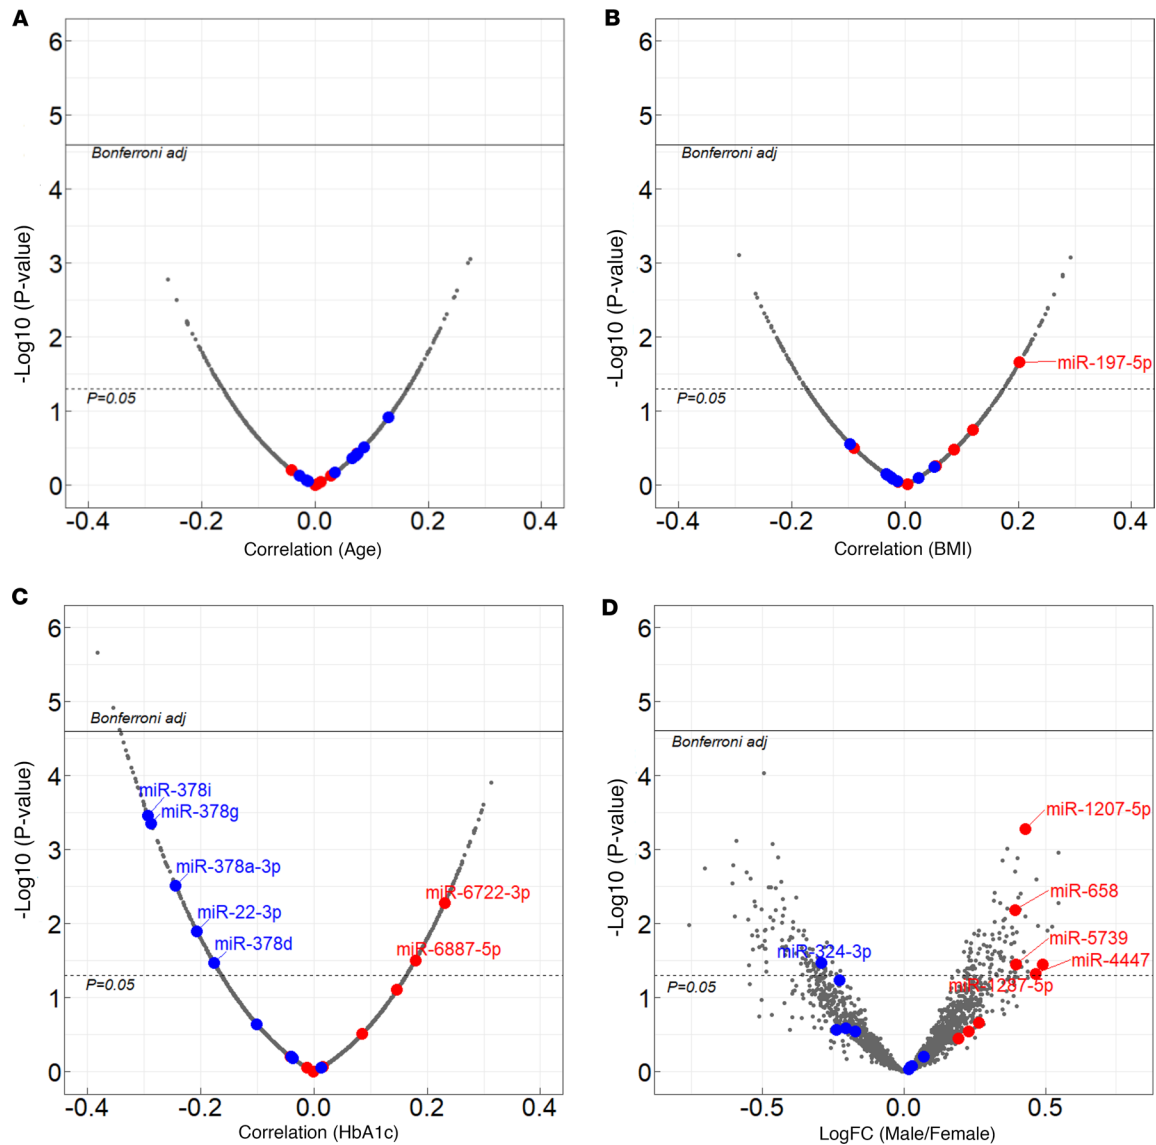 A
6
5
Bonferroni adj
4
3
2
P=0.05
1
0
-Log10 (P-value)
-0.4 -0.2 0.0 0.2 0.4
Correlation (Age)
B
6
5
Bonferroni adj
4
3
2
miR-197-5p
P=0.05
1
0
-Log10 (P-value)
-0.4 -0.2 0.0 0.2 0.4
Correlation (BMI)
C
6
5
Bonferroni adj
4
miR-378i
miR-378g
3
miR-378a-3p
miR-6722-3p
miR-22-3p
2
miR-378d
miR-6887-5p
P=0.05
1
0
-Log10 (P-value)
-0.4 -0.2 0.0 0.2 0.4
Correlation (HbA1c)
D
6
5
Bonferroni adj
4
miR-1207-5p
3
miR-658
2
miR-5739
miR-324-3p
miR-4447
P=0.05
miR-1287-5p
1
0
-Log10 (P-value)
-0.5 0.0 0.5
LogFC (Male/Female)